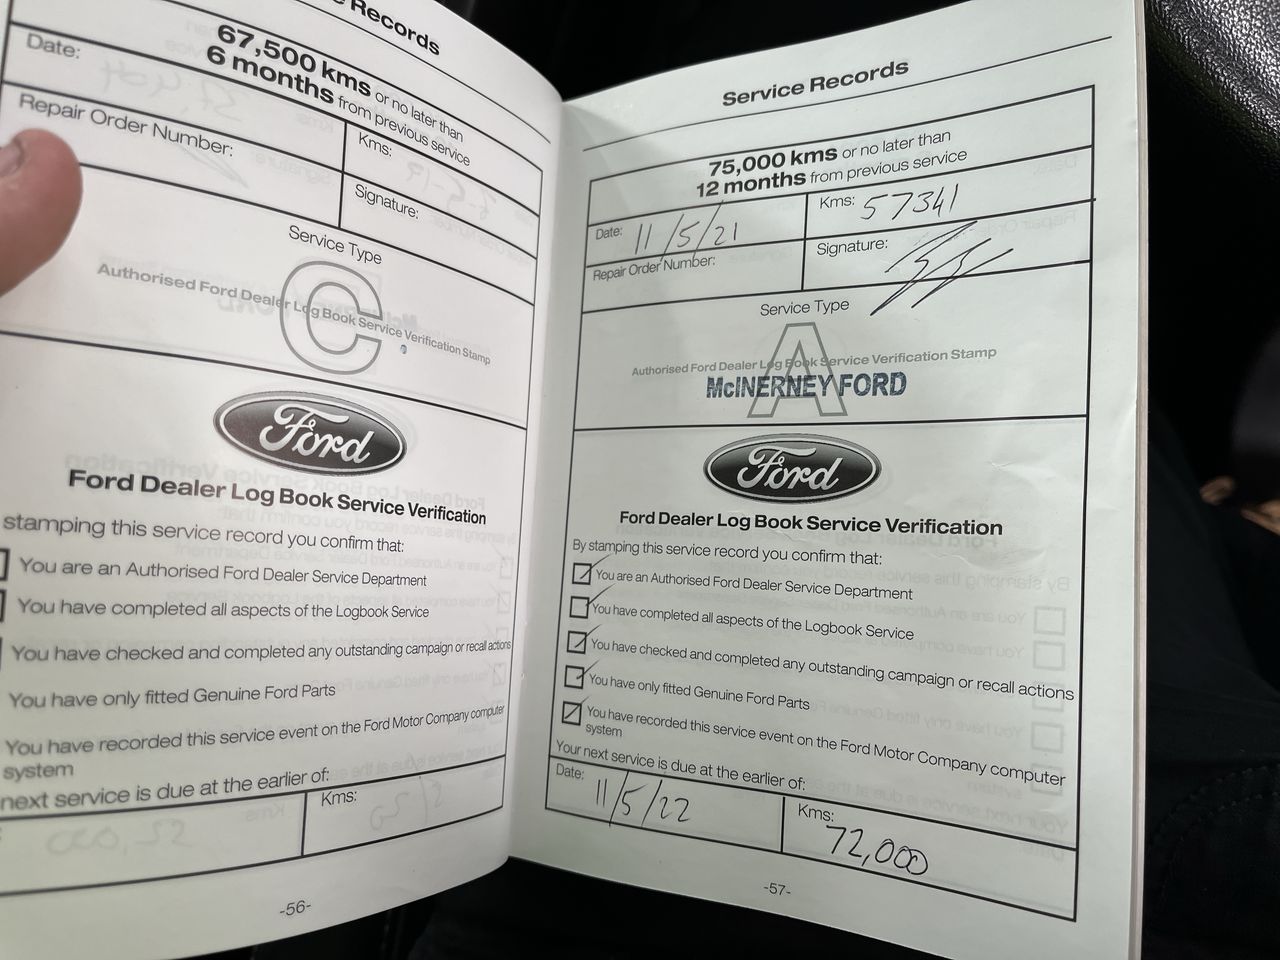 e Records
67,500 kms or no later than
6 months from previous service
Date:
Kms:
Repair Order Number:
Signature:
Service Type
C
Authorised Ford Dealer Log Book Service Verification Stamp
Ford
Ford Dealer Log Book Service Verification
stamping this service record you confirm that:
You are an Authorised Ford Dealer Service Department
You have completed all aspects of the Logbook Service
You have checked and completed any outstanding campaign or recall actions
You have only fitted Genuine Ford Parts
You have recorded this service event on the Ford Motor Company computer
system
next service is due at the earlier of:
Kms:
-56-
Service Records
75,000 kms or no later than
12 months from previous service
Date: 11/5/21
Kms: 57341
Repair Order Number:
Signature:
Service Type
A
Authorised Ford Dealer Log Book Service Verification Stamp
McINERNEY FORD
Ford
Ford Dealer Log Book Service Verification
By stamping this service record you confirm that:
You are an Authorised Ford Dealer Service Department
You have completed all aspects of the Logbook Service
You have checked and completed any outstanding campaign or recall actions
You have only fitted Genuine Ford Parts
You have recorded this service event on the Ford Motor Company computer
system
Your next service is due at the earlier of:
Date: 11/5/22
Kms: 72,000
-57-